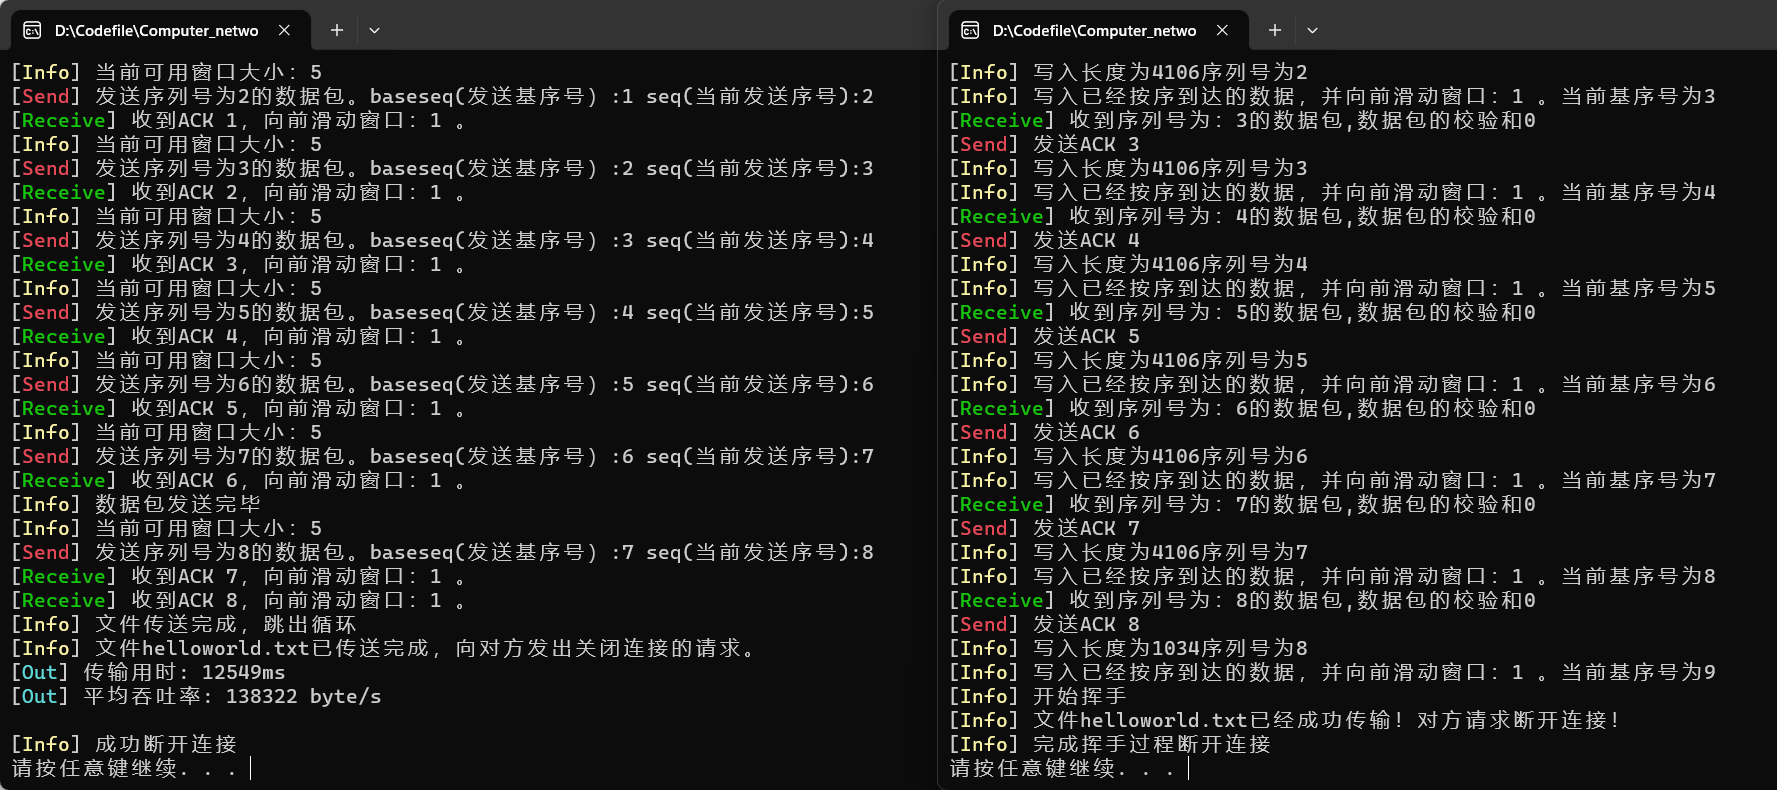 D:\Codefile\Computer_netwo
[Info] 当前可用窗口大小: 5
[Send] 发送序列号为2的数据包。baseseq(发送基序号) :1 seq(当前发送序号):2
[Receive] 收到ACK 1, 向前滑动窗口: 1 。
[Info] 当前可用窗口大小: 5
[Send] 发送序列号为3的数据包。baseseq(发送基序号) :2 seq(当前发送序号):3
[Receive] 收到ACK 2, 向前滑动窗口: 1 。
[Info] 当前可用窗口大小: 5
[Send] 发送序列号为4的数据包。baseseq(发送基序号) :3 seq(当前发送序号):4
[Receive] 收到ACK 3, 向前滑动窗口: 1 。
[Info] 当前可用窗口大小: 5
[Send] 发送序列号为5的数据包。baseseq(发送基序号) :4 seq(当前发送序号):5
[Receive] 收到ACK 4, 向前滑动窗口: 1 。
[Info] 当前可用窗口大小: 5
[Send] 发送序列号为6的数据包。baseseq(发送基序号) :5 seq(当前发送序号):6
[Receive] 收到ACK 5, 向前滑动窗口: 1 。
[Info] 当前可用窗口大小: 5
[Send] 发送序列号为7的数据包。baseseq(发送基序号) :6 seq(当前发送序号):7
[Receive] 收到ACK 6, 向前滑动窗口: 1 。
[Info] 数据包发送完毕
[Info] 当前可用窗口大小: 5
[Send] 发送序列号为8的数据包。baseseq(发送基序号) :7 seq(当前发送序号):8
[Receive] 收到ACK 7, 向前滑动窗口: 1 。
[Receive] 收到ACK 8, 向前滑动窗口: 1 。
[Info] 文件传送完成, 跳出循环
[Info] 文件helloworld.txt已传送完成, 向对方发出关闭连接的请求。
[Out] 传输用时: 12549ms
[Out] 平均吞吐率: 138322 byte/s
[Info] 成功断开连接
请按任意键继续. . .
D:\Codefile\Computer_netwo
[Info] 写入长度为4106序列号为2
[Info] 写入已经按序到达的数据, 并向前滑动窗口: 1 。当前基序号为3
[Receive] 收到序列号为: 3的数据包,数据包的校验和0
[Send] 发送ACK 3
[Info] 写入长度为4106序列号为3
[Info] 写入已经按序到达的数据, 并向前滑动窗口: 1 。当前基序号为4
[Receive] 收到序列号为: 4的数据包,数据包的校验和0
[Send] 发送ACK 4
[Info] 写入长度为4106序列号为4
[Info] 写入已经按序到达的数据, 并向前滑动窗口: 1 。当前基序号为5
[Receive] 收到序列号为: 5的数据包,数据包的校验和0
[Send] 发送ACK 5
[Info] 写入长度为4106序列号为5
[Info] 写入已经按序到达的数据, 并向前滑动窗口: 1 。当前基序号为6
[Receive] 收到序列号为: 6的数据包,数据包的校验和0
[Send] 发送ACK 6
[Info] 写入长度为4106序列号为6
[Info] 写入已经按序到达的数据, 并向前滑动窗口: 1 。当前基序号为7
[Receive] 收到序列号为: 7的数据包,数据包的校验和0
[Send] 发送ACK 7
[Info] 写入长度为4106序列号为7
[Info] 写入已经按序到达的数据, 并向前滑动窗口: 1 。当前基序号为8
[Receive] 收到序列号为: 8的数据包,数据包的校验和0
[Send] 发送ACK 8
[Info] 写入长度为1034序列号为8
[Info] 写入已经按序到达的数据, 并向前滑动窗口: 1 。当前基序号为9
[Info] 开始挥手
[Info] 文件helloworld.txt已经成功传输! 对方请求断开连接!
[Info] 完成挥手过程断开连接
请按任意键继续. . .